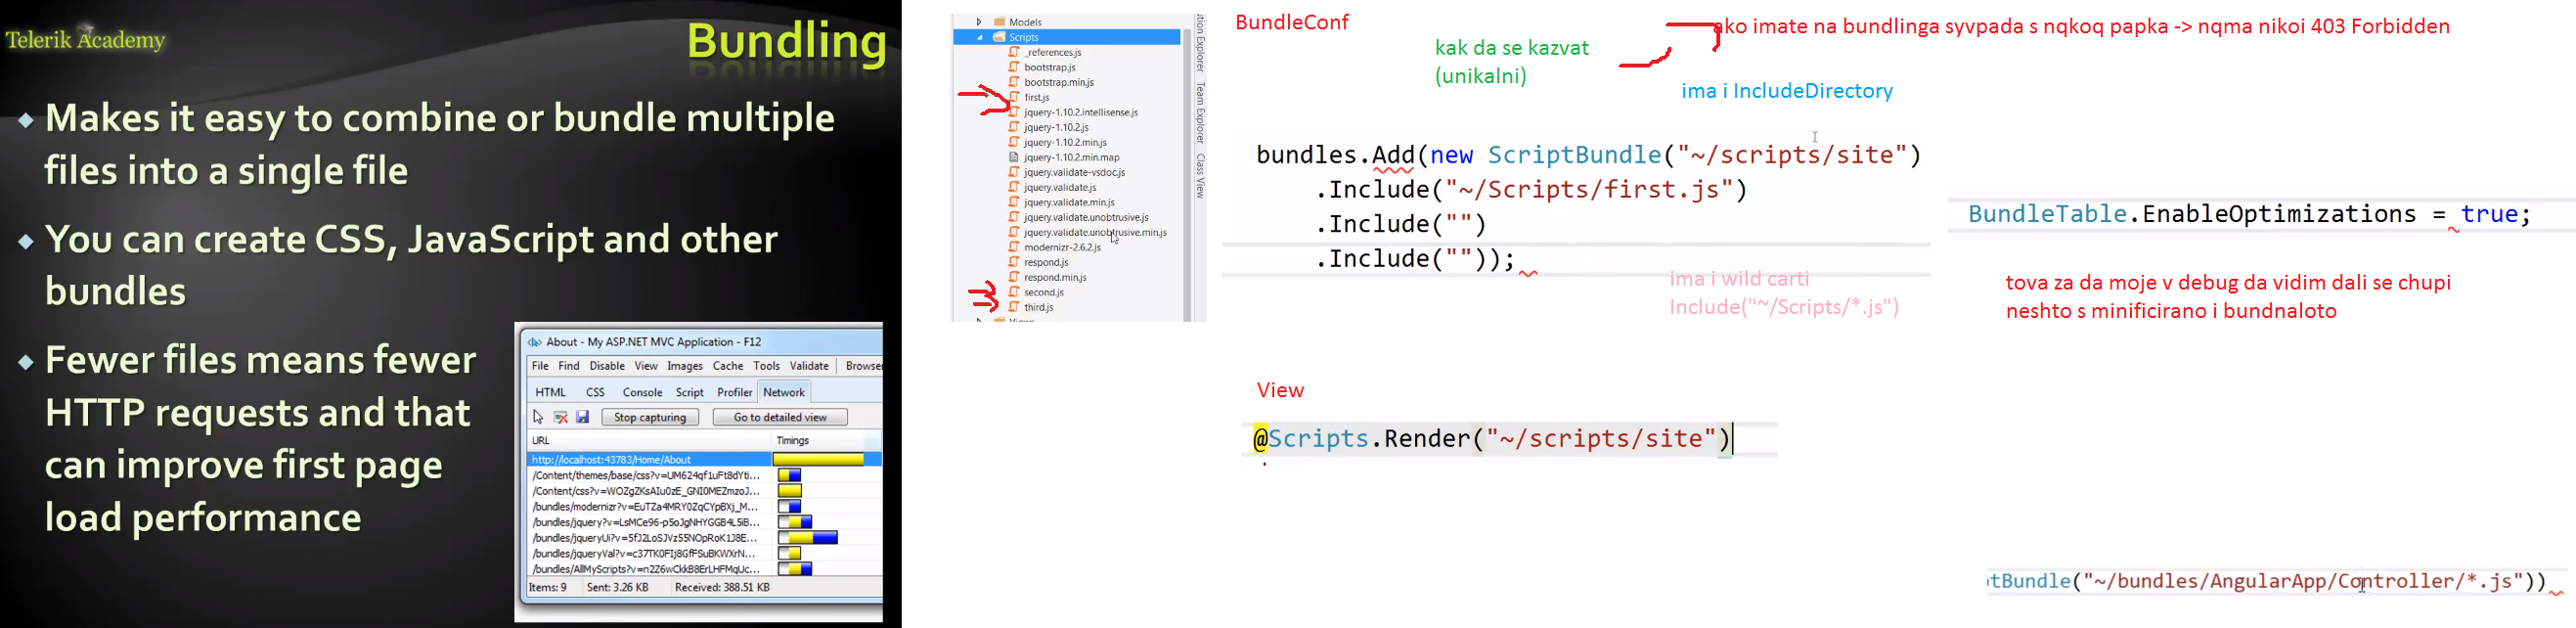 Telerik Academy
Bundling
Makes it easy to combine or bundle multiple
files into a single file
You can create CSS, JavaScript and other
bundles
Fewer files means fewer
HTTP requests and that
can improve first page
load performance
About - My ASP.NET MVC Application - F12
File Find Disable View Images Cache Tools Validate Browser
HTML CSS Console Script Profiler Network
Stop capturing Go to detailed view
URL Timings
http://localhost:43783/Home/About
/Content/themes/base/css?v=UM624qf1uFt8dYti...
/Content/css?v=WOZgZKsAIu0zE_GNI0MEZmzoJ...
/bundles/modernizr?v=EuTZa4MRY0ZqCYpBXj_M...
/bundles/jquery?v=LsMCe96-p5oJgNHYGGB4L5iB...
/bundles/jqueryUi?v=5fJ2LoSJVz55NOpRoK1J8E...
/bundles/jqueryVal?v=c37TK0FIj8GfFSuBKWXrN...
/bundles/AllMyScripts?v=n2Z6wCkkB8ErLHFMqUc...
Items: 9 Sent: 3.26 KB Received: 388.51 KB
Models
Scripts
_references.js
bootstrap.js
bootstrap.min.js
first.js
jquery-1.10.2.intellisense.js
jquery-1.10.2.js
jquery-1.10.2.min.js
jquery-1.10.2.min.map
jquery.validate-vsdoc.js
jquery.validate.js
jquery.validate.min.js
jquery.validate.unobtrusive.js
jquery.validate.unobtrusive.min.js
modernizr-2.6.2.js
respond.js
respond.min.js
second.js
third.js
Views
ution Explorer Team Explorer Class View
BundleConf
kak da se kazvat
(unikalni)
ako imate na bundlinga syvpada s nqkoq papka -> nqma nikoi 403 Forbidden
ima i IncludeDirectory
bundles.Add(new ScriptBundle("~/scripts/site")
.Include("~/Scripts/first.js")
.Include("")
.Include(""));
ima i wild carti
Include("~/Scripts/*.js")
View
@Scripts.Render("~/scripts/site")
BundleTable.EnableOptimizations = true;
tova za da moje v debug da vidim dali se chupi
neshto s minificirano i bundnaloto
tBundle("~/bundles/AngularApp/Controller/*.js"))